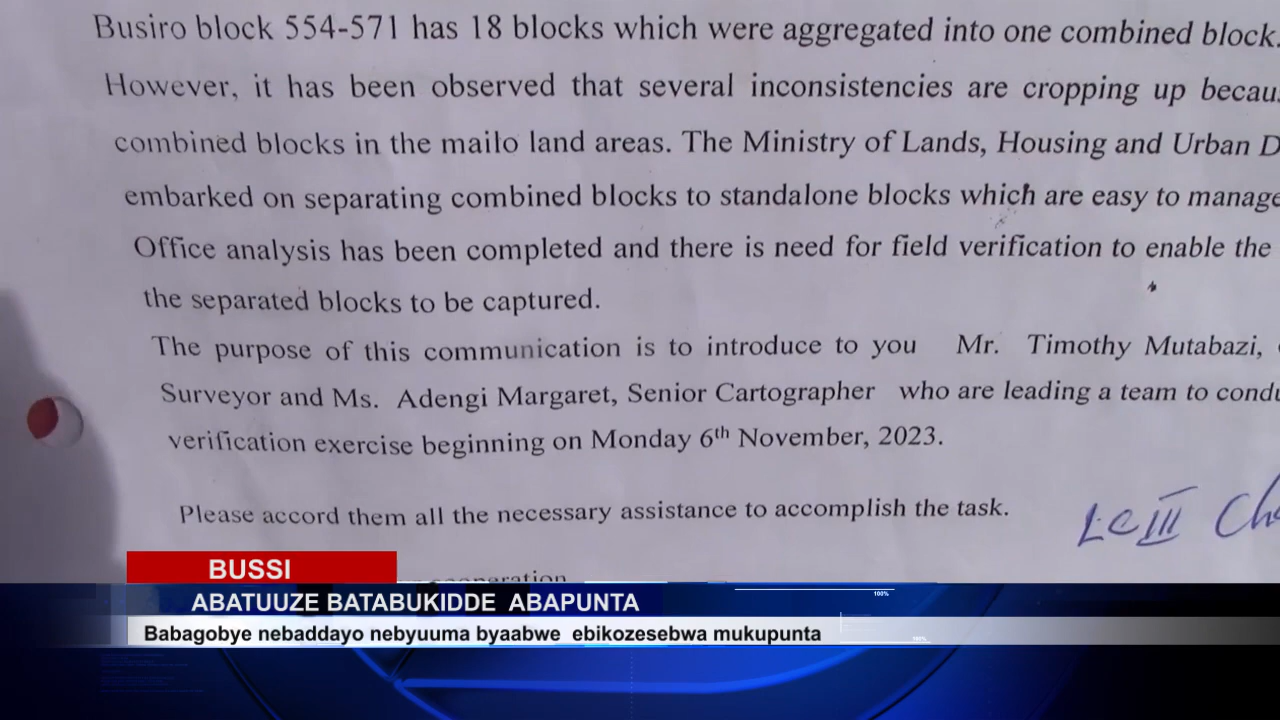 Busiro block 554-571 has 18 blocks which were aggregated into one combined block.
However, it has been observed that several inconsistencies are cropping up
combined blocks in the mailo land areas. The Ministry of Lands, Housing and Urban
embarked on separating combined blocks to standalone blocks which are easy to manage
Office analysis has been completed and there is need for field verification to enable the
the separated blocks to be captured.
The purpose of this communication is to introduce to you Mr. Timothy Mutabazi,
Surveyor and Ms. Adengi Margaret, Senior Cartographer who are leading a team to
verification exercise beginning on Monday 6th November, 2023.
Please accord them all the necessary assistance to accomplish the task.
LC III
BUSSI
ABATUUZE BATABUKIDDE ABAPUNTA
100%
Babagobye nebaddayo nebyuuma byaabwe ebikozesebwa mukupunta
100%